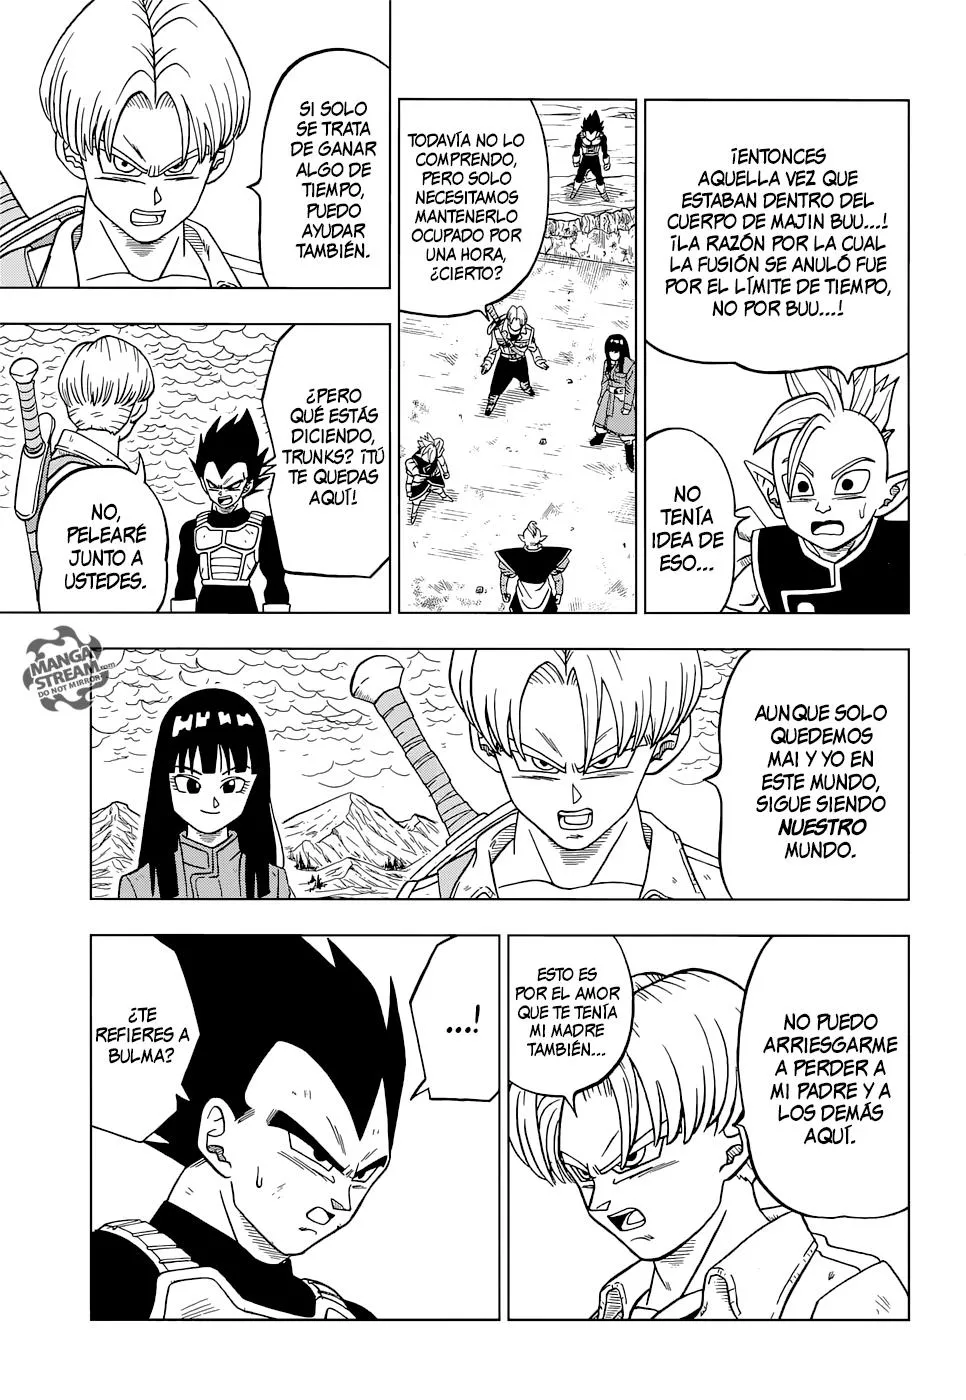 ¡ENTONCES
AQUELLA VEZ QUE
ESTABAN DENTRO DEL
CUERPO DE MAJIN BUU...!
¡LA RAZÓN POR LA CUAL
LA FUSIÓN SE ANULÓ FUE
POR EL LÍMITE DE TIEMPO,
NO POR BUU...!
NO
TENÍA
IDEA DE
ESO...
TODAVÍA NO LO
COMPRENDO,
PERO SOLO
NECESITAMOS
MANTENERLO
OCUPADO POR
UNA HORA,
¿CIERTO?
SI SOLO
SE TRATA
DE GANAR
ALGO DE
TIEMPO,
PUEDO
AYUDAR
TAMBIÉN.
¿PERO
QUÉ ESTÁS
DICIENDO,
TRUNKS? ¡TÚ
TE QUEDAS
AQUÍ!
NO,
PELEARÉ
JUNTO A
USTEDES.
MANGA
STREAM.com
DO NOT MIRROR
AUNQUE SOLO
QUEDEMOS
MAI Y YO EN
ESTE MUNDO,
SIGUE SIENDO
NUESTRO
MUNDO.
NO PUEDO
ARRIESGARME
A PERDER A
MI PADRE Y A
LOS DEMÁS
AQUÍ.
ESTO ES
POR EL AMOR
QUE TE TENÍA
MI MADRE
TAMBIÉN...
...!
¿TE
REFIERES A
BULMA?